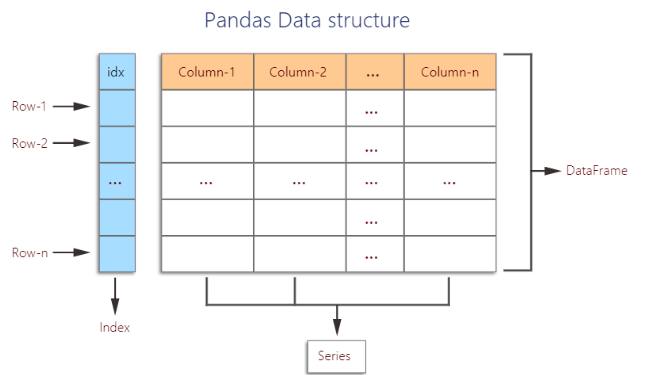 Pandas Data structure
idx Column-1 Column-2 ... Column-n
Row-1 ...
Row-2 ...
... ... ... ... ...
...
Row-n ...
DataFrame
Index
Series